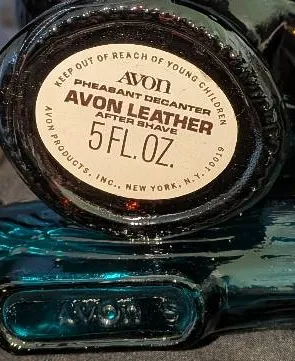 KEEP OUT OF REACH OF YOUNG CHILDREN
AVON
PHEASANT DECANTER
AVON LEATHER
AFTER SHAVE
5 FL. OZ.
AVON PRODUCTS, INC., NEW YORK, N.Y. 10019
AVON 5